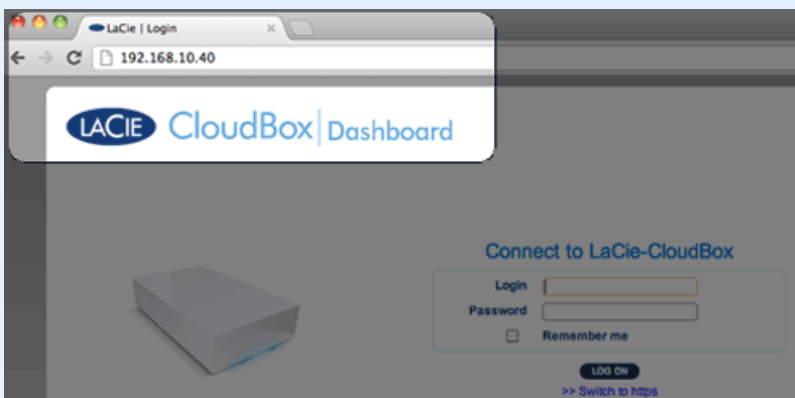 LaCie | Login
192.168.10.40
LACIE CloudBox Dashboard
Connect to LaCie-CloudBox
Login
Password
Remember me
LOG ON
>> Switch to https